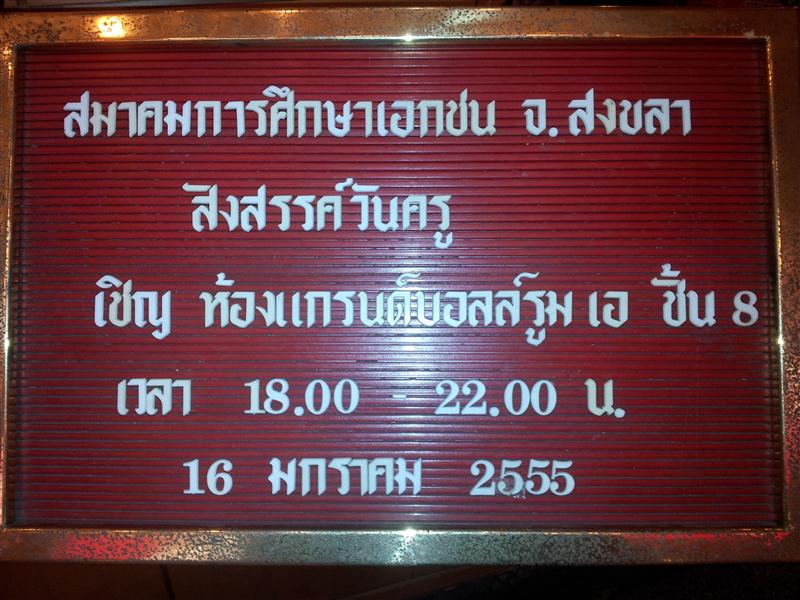 สมาคมการศึกษาเอกชน จ.สงขลา
สิงสรรค์วันครู
เชิญ ห้องแกรนด์บอลล์รูม เอ ชิ้น 8
เวลา 18.00 - 22.00 น.
16 มกราคม 2555